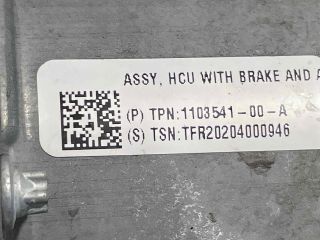 ASSY, HCU WITH BRAKE AND A
(P) TPN:1103541-00-A
(S) TSN:TFR20204000946